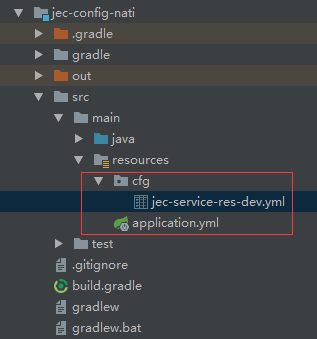 jec-config-nati
.gradle
gradle
out
src
main
java
resources
cfg
jec-service-res-dev.yml
application.yml
test
.gitignore
build.gradle
gradlew
gradlew.bat